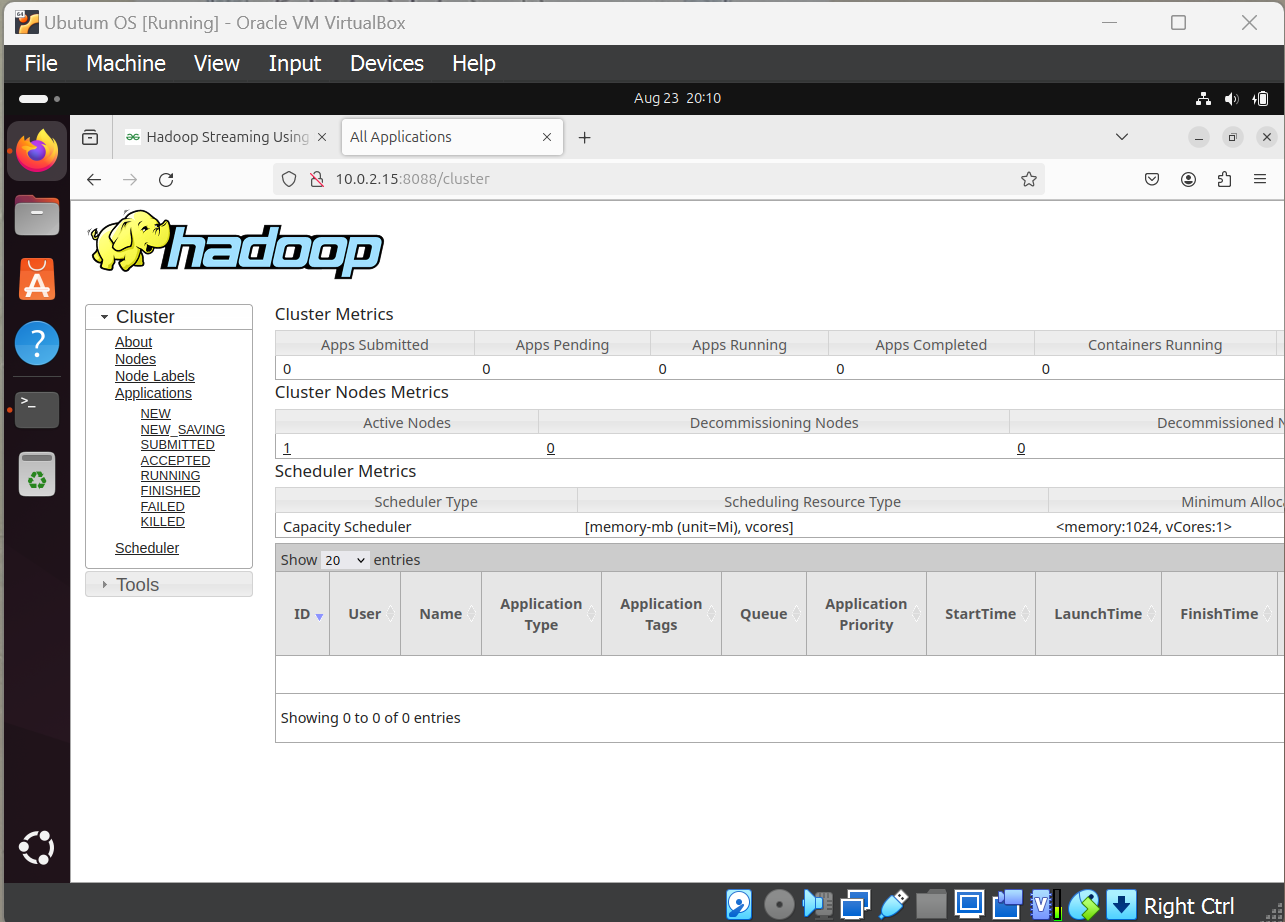 Ubutum OS [Running] - Oracle VM VirtualBox
File Machine View Input Devices Help
Aug 23 20:10
Hadoop Streaming Using
All Applications
10.0.2.15:8088/cluster
hadoop
Cluster
About
Nodes
Node Labels
Applications
NEW
NEW_SAVING
SUBMITTED
ACCEPTED
RUNNING
FINISHED
FAILED
KILLED
Scheduler
Tools
Cluster Metrics
Apps Submitted Apps Pending Apps Running Apps Completed Containers Running
0 0 0 0 0
Cluster Nodes Metrics
Active Nodes Decommissioning Nodes Decommissioned
1 0 0
Scheduler Metrics
Scheduler Type Scheduling Resource Type Minimum
Capacity Scheduler [memory-mb (unit=Mi), vcores] <memory:1024, vCores:1>
Show 20 entries
ID User Name Application Type Application Tags Queue Application Priority StartTime LaunchTime FinishTime
Showing 0 to 0 of 0 entries
Right Ctrl